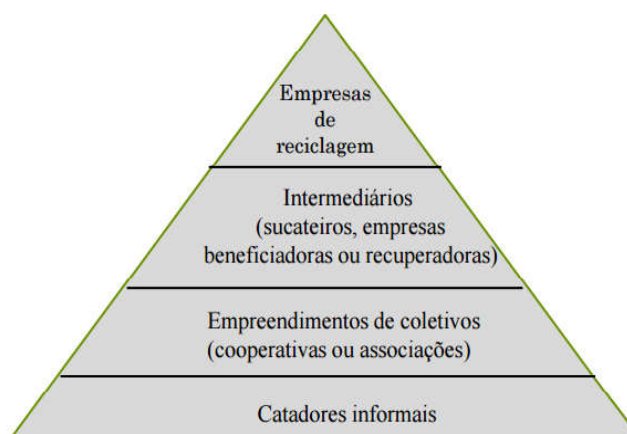 Empresas
de
reciclagem
Intermediários
(sucateiros, empresas
beneficiadoras ou recuperadoras)
Empreendimentos de coletivos
(cooperativas ou associações)
Catadores informais